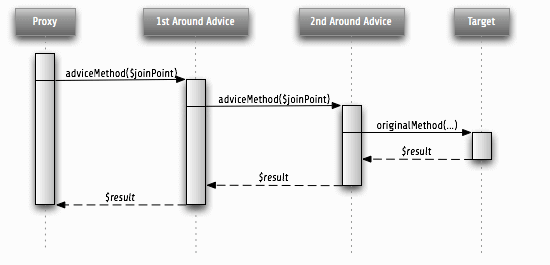 Proxy
1st Around Advice
2nd Around Advice
Target
adviceMethod($joinPoint)
adviceMethod($joinPoint)
originalMethod(...)
$result
$result
$result